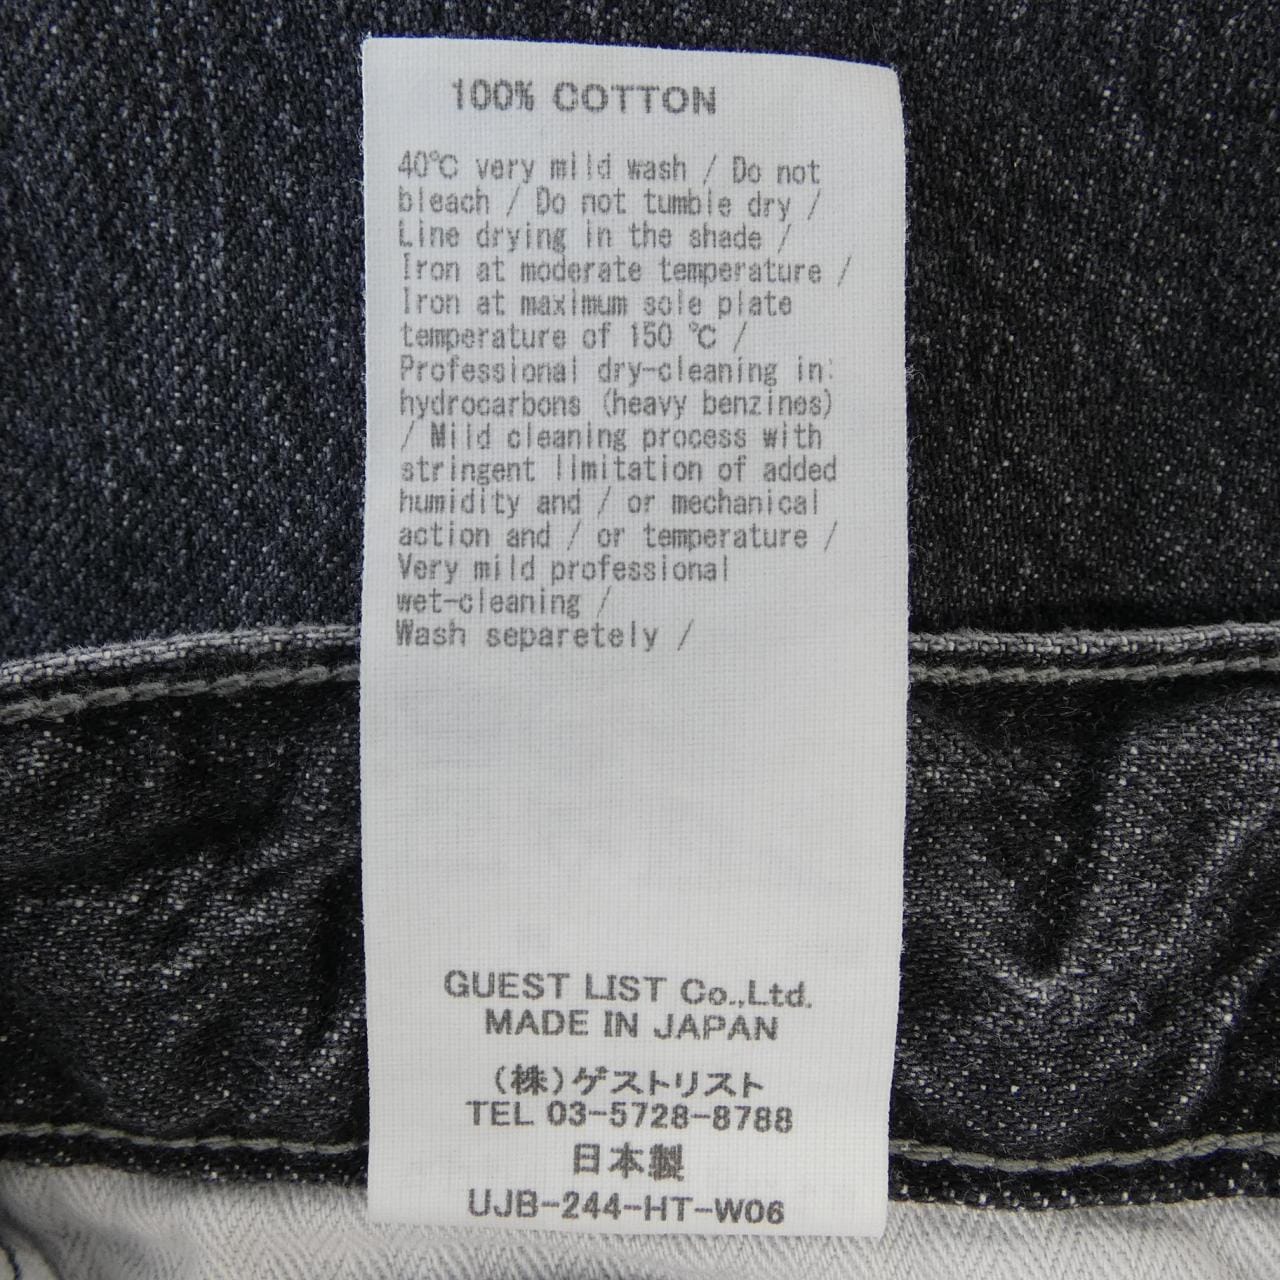 100% COTTON
40℃ very mild wash / Do not
bleach / Do not tumble dry /
Line drying in the shade /
Iron at moderate temperature /
Iron at maximum sole plate
temperature of 150 ℃ /
Professional dry-cleaning in:
hydrocarbons (heavy benzines)
/ Mild cleaning process with
stringent limitation of added
humidity and / or mechanical
action and / or temperature /
Very mild professional
wet-cleaning /
Wash separetely /
GUEST LIST Co.,Ltd.
MADE IN JAPAN
(株)ゲストリスト
TEL 03-5728-8788
日本製
UJB-244-HT-W06